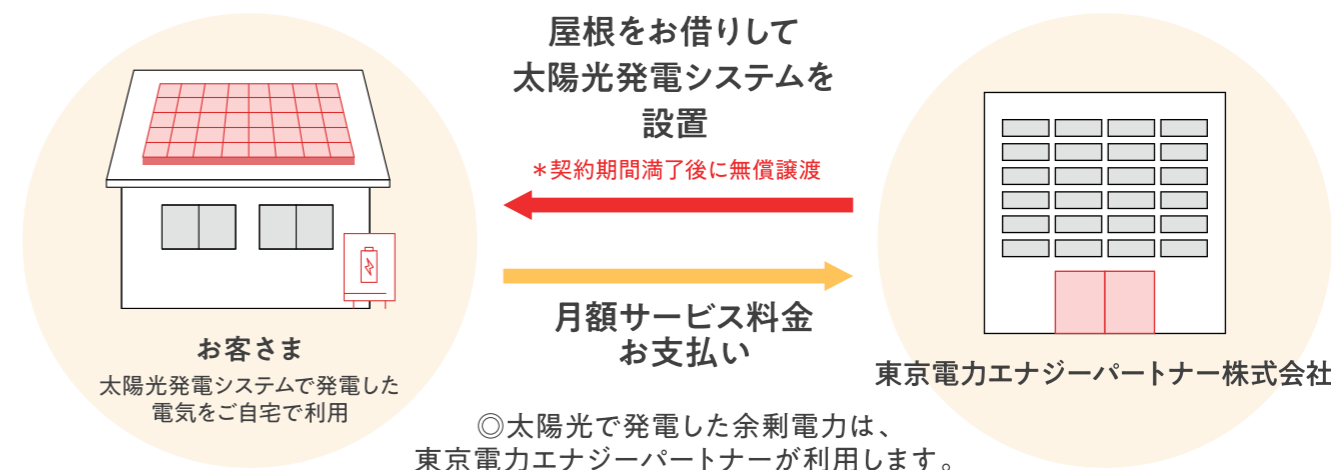 屋根をお借りして
太陽光発電システムを
設置
＊契約期間満了後に無償譲渡
月額サービス料金
お支払い
お客さま
太陽光発電システムで発電した
電気をご自宅で利用
東京電力エナジーパートナー株式会社
◎太陽光で発電した余剰電力は、
東京電力エナジーパートナーが利用します。